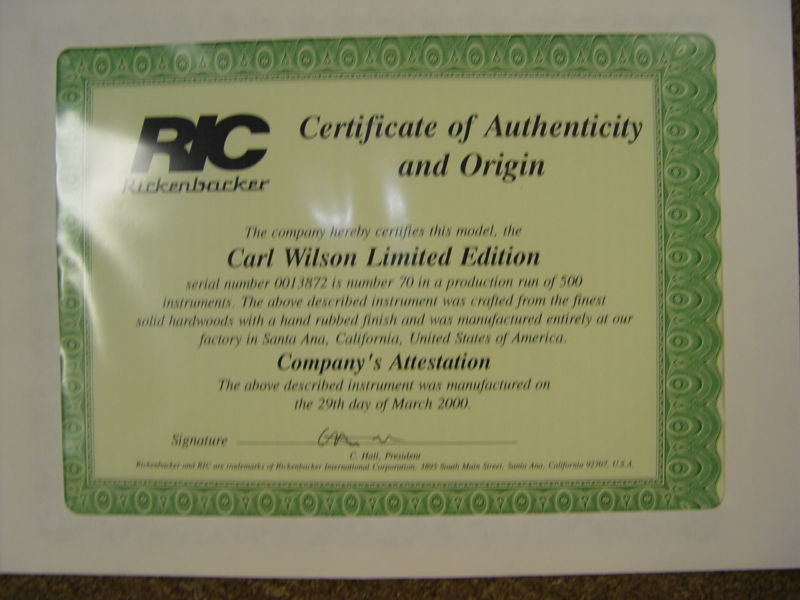 RIC
Rickenbacker
Certificate of Authenticity
and Origin
The company hereby certifies this model, the
Carl Wilson Limited Edition
serial number 0013872 is number 70 in a production run of 500
instruments. The above described instrument was crafted from the finest
solid hardwoods with a hand rubbed finish and was manufactured entirely at our
factory in Santa Ana, California, United States of America.
Company's Attestation
The above described instrument was manufactured on
the 29th day of March 2000.
Signature
C. Hall, President
Rickenbacker and RIC are trademarks of Rickenbacker International Corporation, 3895 South Main Street, Santa Ana, California 92707, U.S.A.